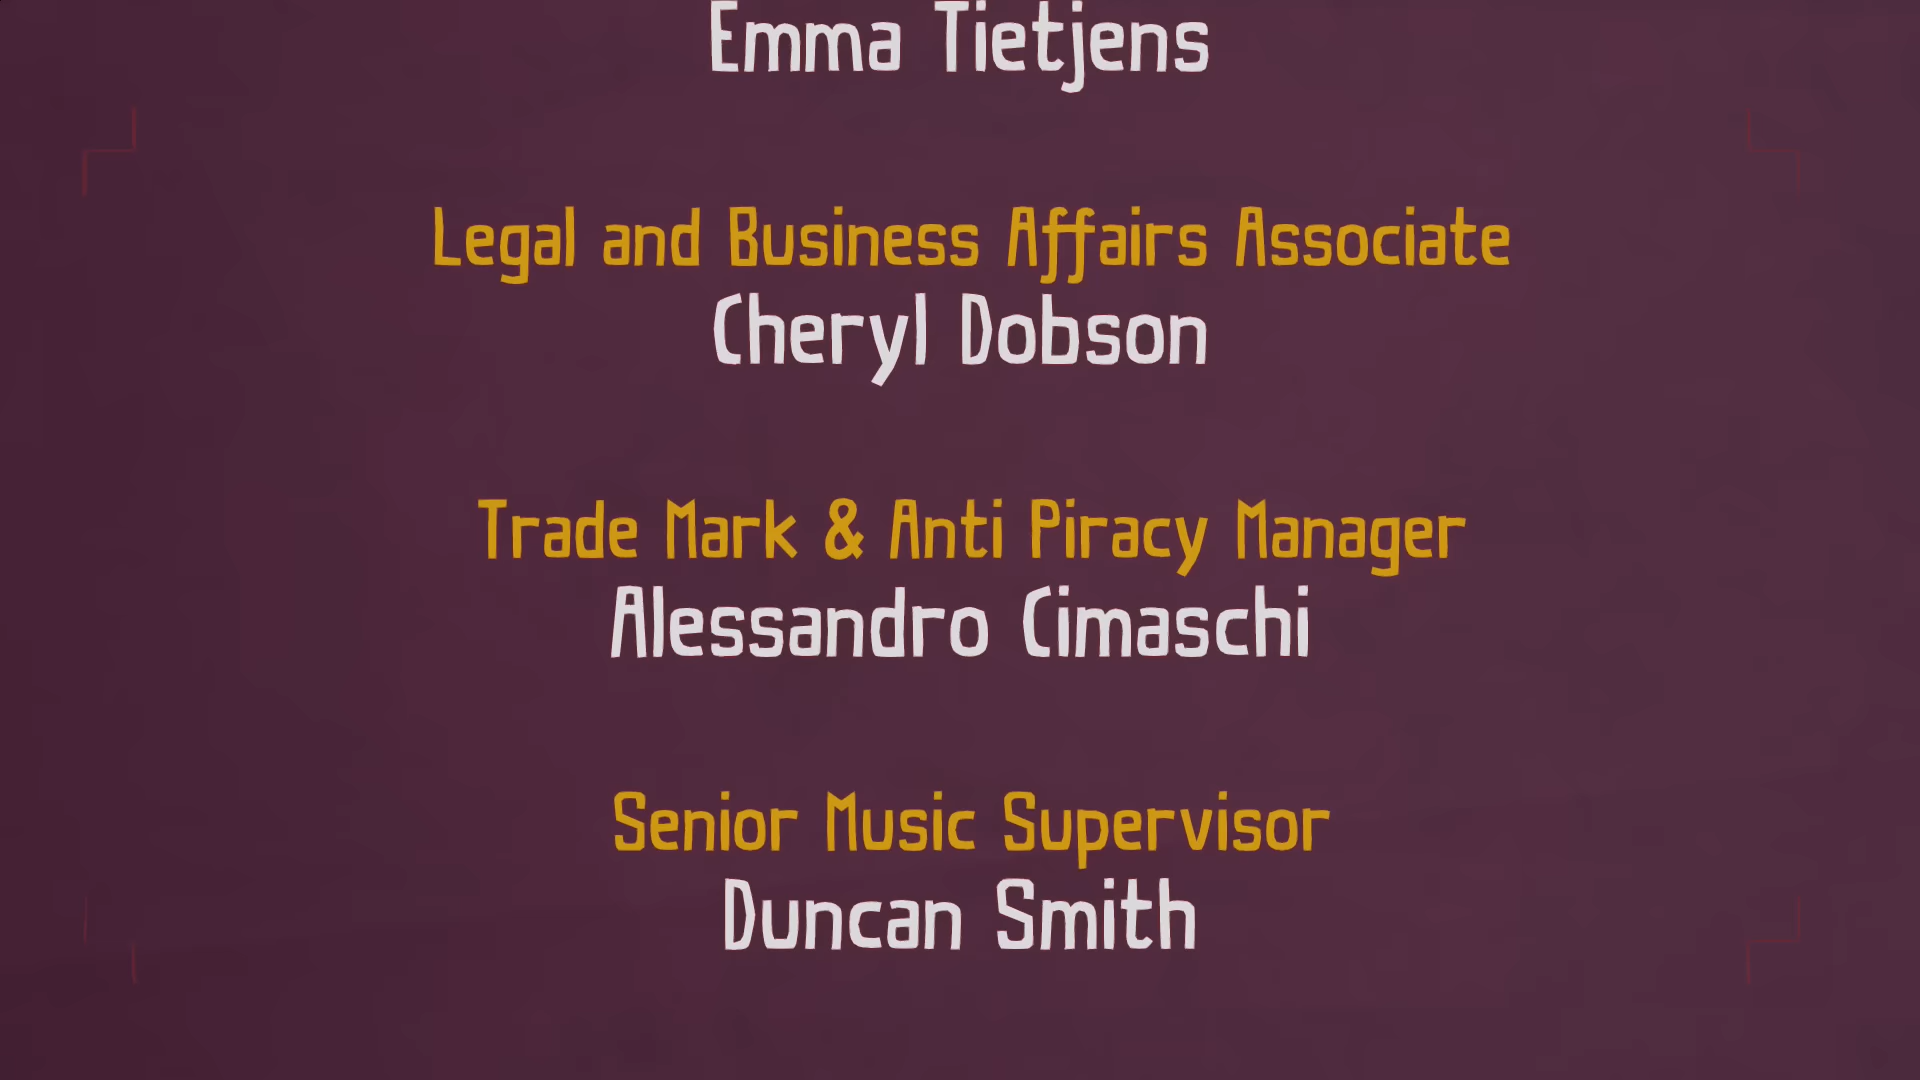 Emma Tietjens
Legal and Business Affairs Associate
Cheryl Dobson
Trade Mark & Anti Piracy Manager
Alessandro Cimaschi
Senior Music Supervisor
Duncan Smith